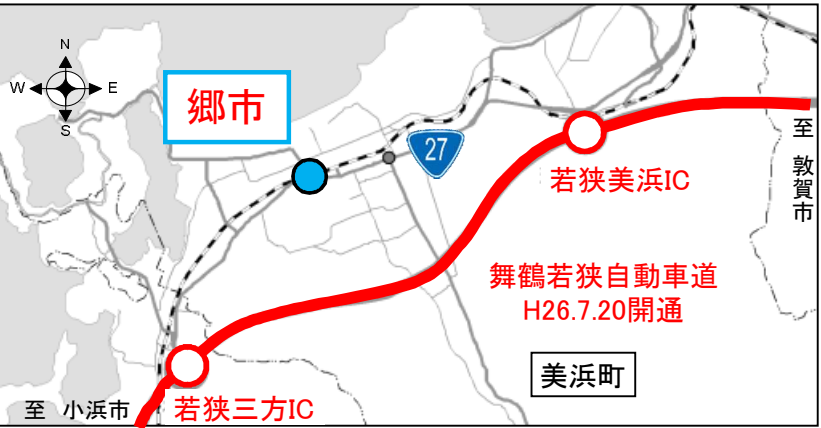 N
W
E
S
郷市
27
若狭美浜IC
至 敦賀市
舞鶴若狭自動車道
H26.7.20開通
美浜町
至 小浜市
若狭三方IC